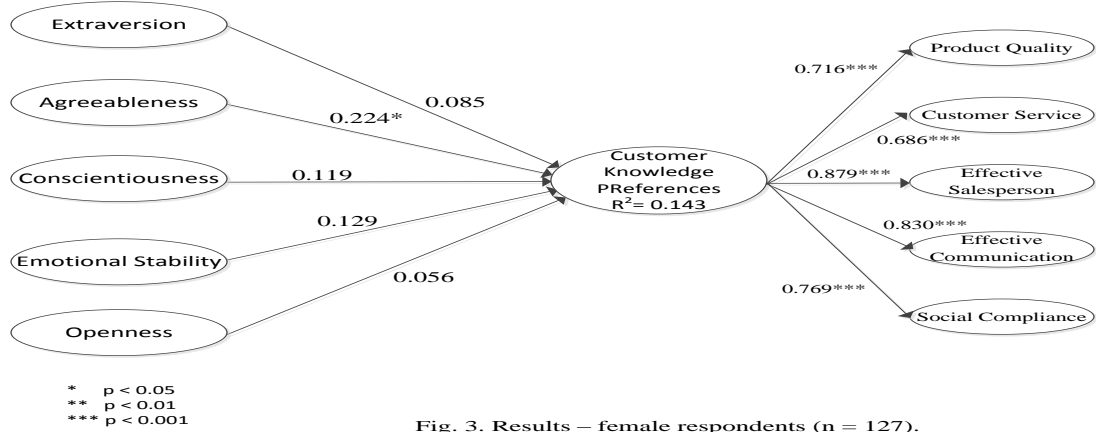 Extraversion
Agreeableness
Conscientiousness
Emotional Stability
Openness
0.085
0.224*
0.119
0.129
0.056
Customer
Knowledge
PReferences
R²= 0.143
0.716***
0.686***
0.879***
0.830***
0.769***
Product Quality
Customer Service
Effective
Salesperson
Effective
Communication
Social Compliance
* p < 0.05
** p < 0.01
*** p < 0.001
Fig. 3. Results – female respondents (n = 127).